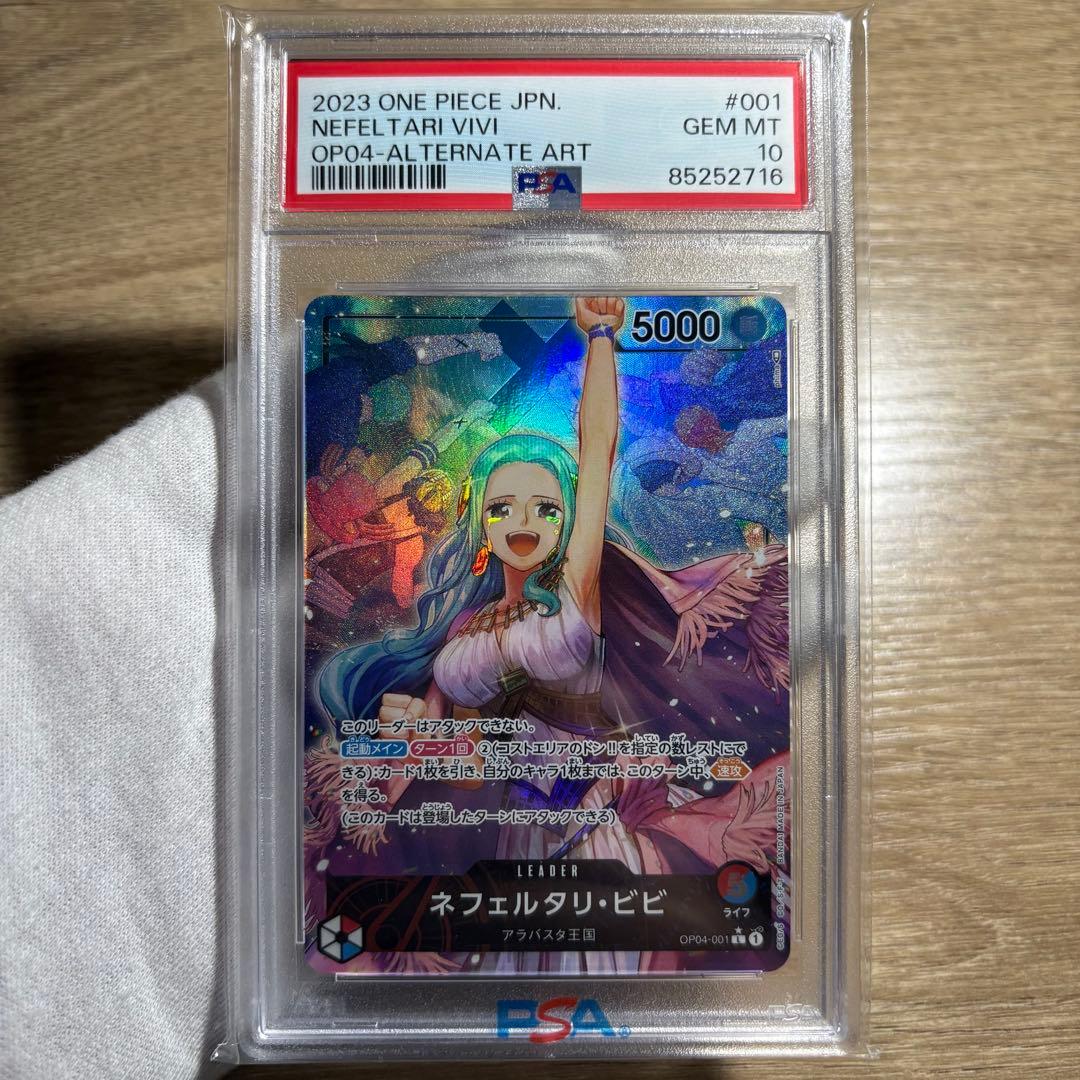 2023 ONE PIECE JPN. #001
NEFELTARI VIVI GEM MT
OP04-ALTERNATE ART 10
PSA 85252716
5000
このリーダーはアタックできない。
起動メイン ターン1回 ②(コストエリアのドン!!を指定の数レストにで
きる):カード1枚を引き、自分のキャラ1枚までは、このターン中、速攻
を得る。
(このカードは登場したターンにアタックできる)
BANDAI MADE IN JAPAN
LEADER
ネフェルタリ・ビビ
5
ライフ
アラバスタ王国
OP04-001 L 1
PSA